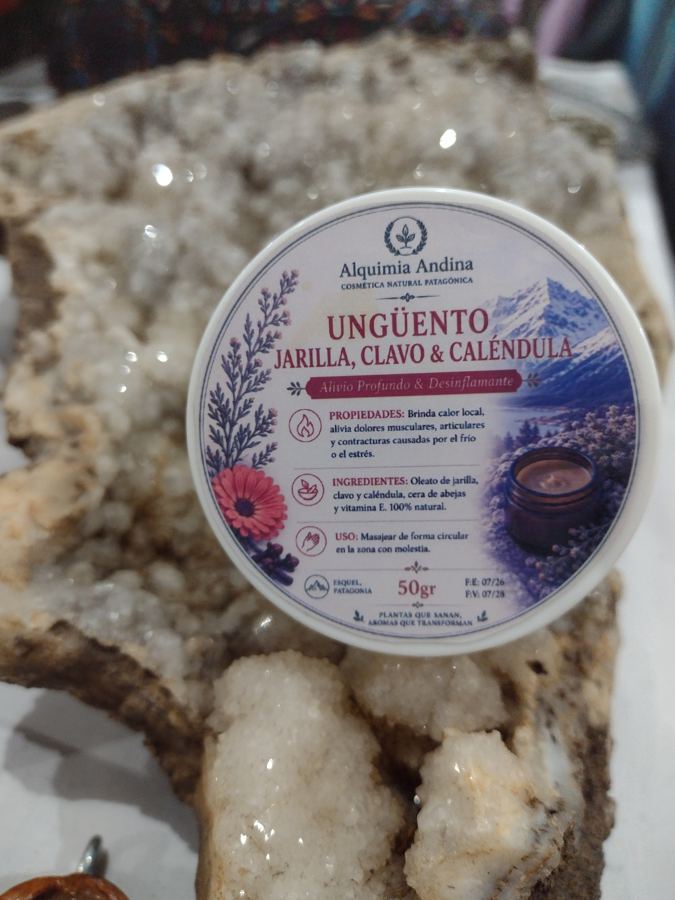 Alquimia Andina
COSMÉTICA NATURAL PATAGÓNICA
UNGÜENTO
JARILLA, CLAVO & CALÉNDULA
Alivio Profundo & Desinflamante
PROPIEDADES: Brinda calor local,
alivia dolores musculares, articulares
y contracturas causadas por el frío
o el estrés.
INGREDIENTES: Oleato de jarilla,
clavo y caléndula, cera de abejas
y vitamina E. 100% natural.
USO: Masajear de forma circular
en la zona con molestia.
ESQUEL,
PATAGONIA
50gr
F:E: 07/26
F:V: 07/28
PLANTAS QUE SANAN,
AROMAS QUE TRANSFORMAN